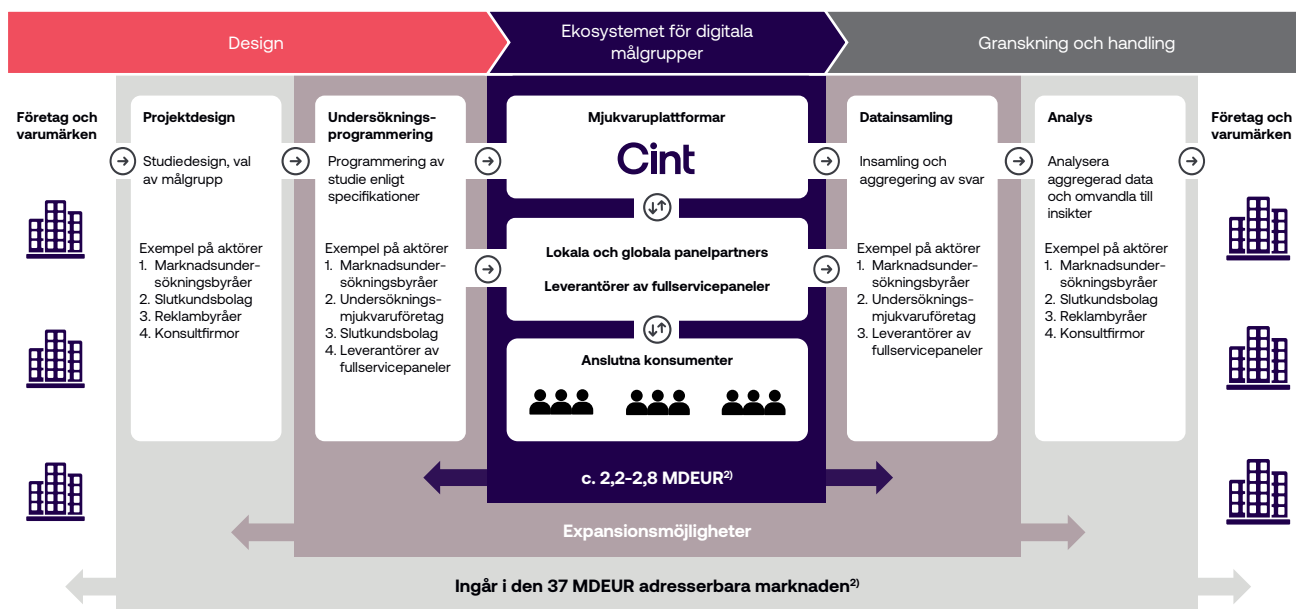 Design
Ekosystemet för digitala
målgrupper
Granskning och handling
Företag och
varumärken
Projektdesign
Studiedesign, val
av målgrupp
Exempel på aktörer
1. Marknadsunder-
sökningsbyråer
2. Slutkundsbolag
3. Reklambyråer
4. Konsultfirmor
Undersöknings-
programmering
Programmering av
studie enligt
specifikationer
Exempel på aktörer
1. Marknadsunder-
sökningsbyråer
2. Undersöknings-
mjukvaruföretag
3. Slutkundsbolag
4. Leverantörer av
fullservicepaneler
Mjukvaruplattformar
Cint
Lokala och globala panelpartners
Leverantörer av fullservicepaneler
Anslutna konsumenter
Datainsamling
Insamling och
aggregering av svar
Exempel på aktörer
1. Marknadsunder-
sökningsbyråer
2. Undersöknings-
mjukvaruföretag
3. Leverantörer av
fullservicepaneler
Analys
Analysera
aggregerad data
och omvandla till
insikter
Exempel på aktörer
1. Marknadsunder-
sökningsbyråer
2. Slutkundsbolag
3. Reklambyråer
4. Konsultfirmor
Företag och
varumärken
c. 2,2-2,8 MDEUR²⁾
Expansionsmöjligheter
Ingår i den 37 MDEUR adresserbara marknaden²⁾